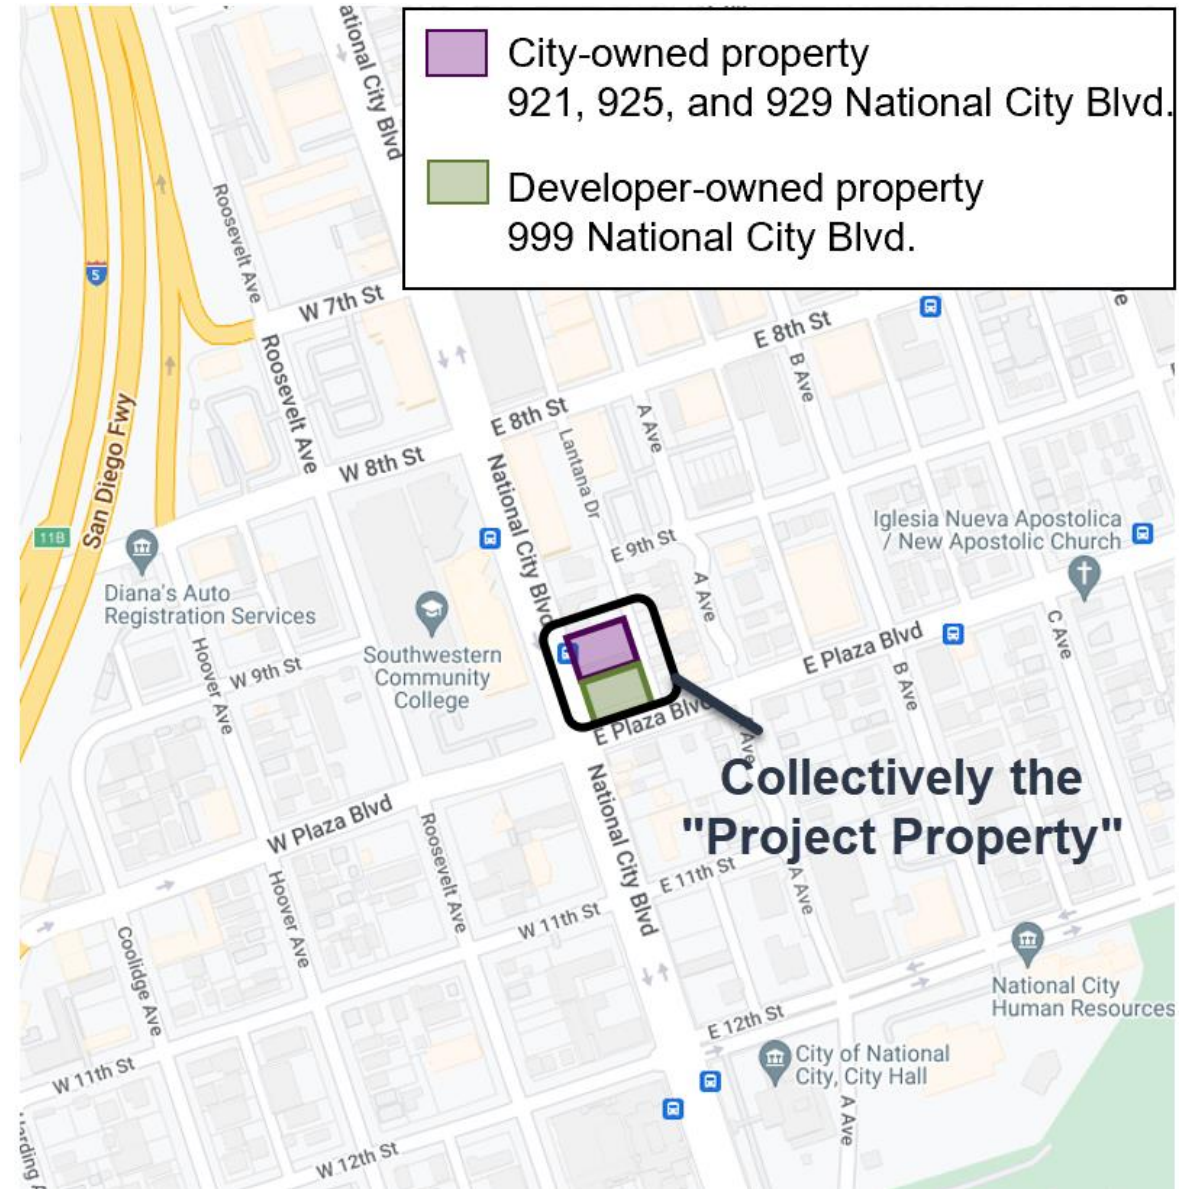 City-owned property
921, 925, and 929 National City Blvd.
Developer-owned property
999 National City Blvd.
ational City Blvd
Roosevelt Ave
5
W 7th St
Roosevelt Ave
E 8th St
B Ave
E 8th St
A Ave
Lantana Dr
W 8th St
San Diego Fwy
National City Blvd
11B
Iglesia Nueva Apostolica
/ New Apostolic Church
E 9th St
A Ave
Diana's Auto
Registration Services
Hoover Ave
W 9th St
Southwestern
Community
College
E Plaza Blvd
B Ave
C Ave
E Plaza Blvd
Ave
Collectively the
"Project Property"
National City Blvd
W Plaza Blvd
Roosevelt Ave
Hoover Ave
E 11th St
A Ave
W 11th St
Coolidge Ave
National City
Human Resources
E 12th St
City of National
City, City Hall
W 11th St
A Ave
W 12th St
arding A